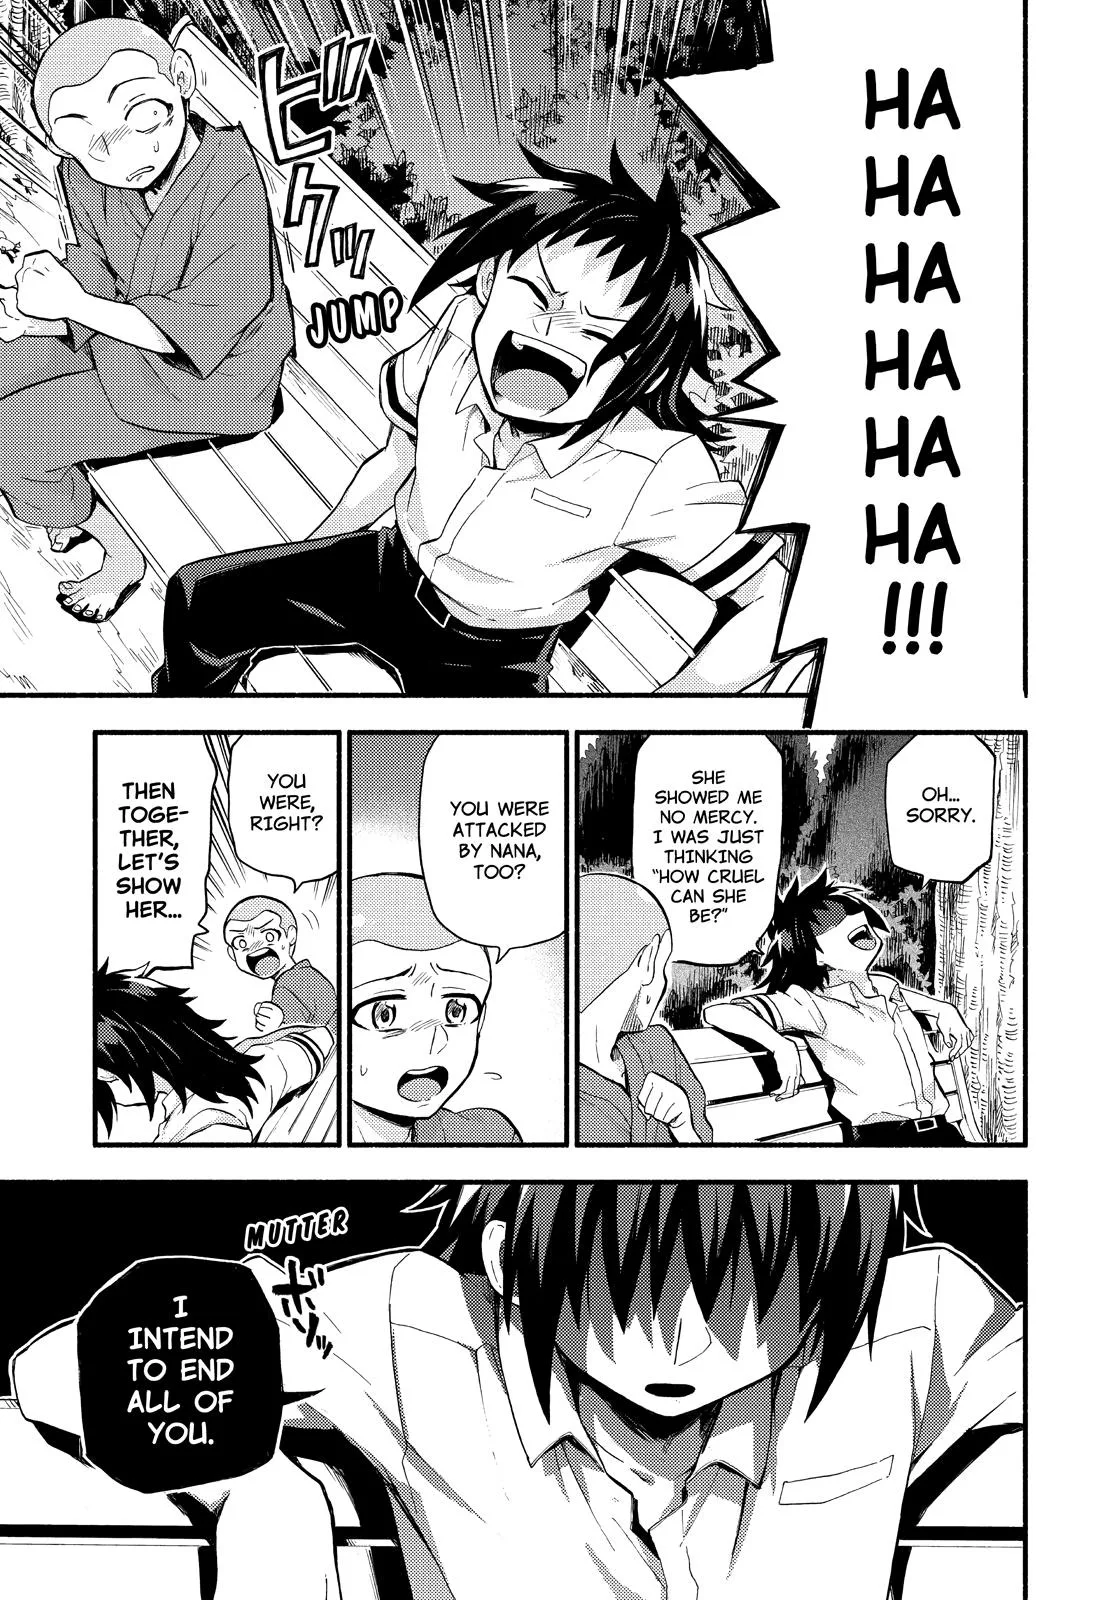 HA
HA
HA
HA
HA
HA
!!!
ビクッ
JUMP
OH...
SORRY.
SHE
SHOWED ME
NO MERCY.
I WAS JUST
THINKING
"HOW CRUEL
CAN SHE
BE?"
YOU WERE
ATTACKED
BY NANA,
TOO?
YOU
WERE,
RIGHT?
THEN
TOGE-
THER,
LET'S
SHOW
HER...
MUTTER
ボソッ
I
INTEND
TO END
ALL OF
YOU.